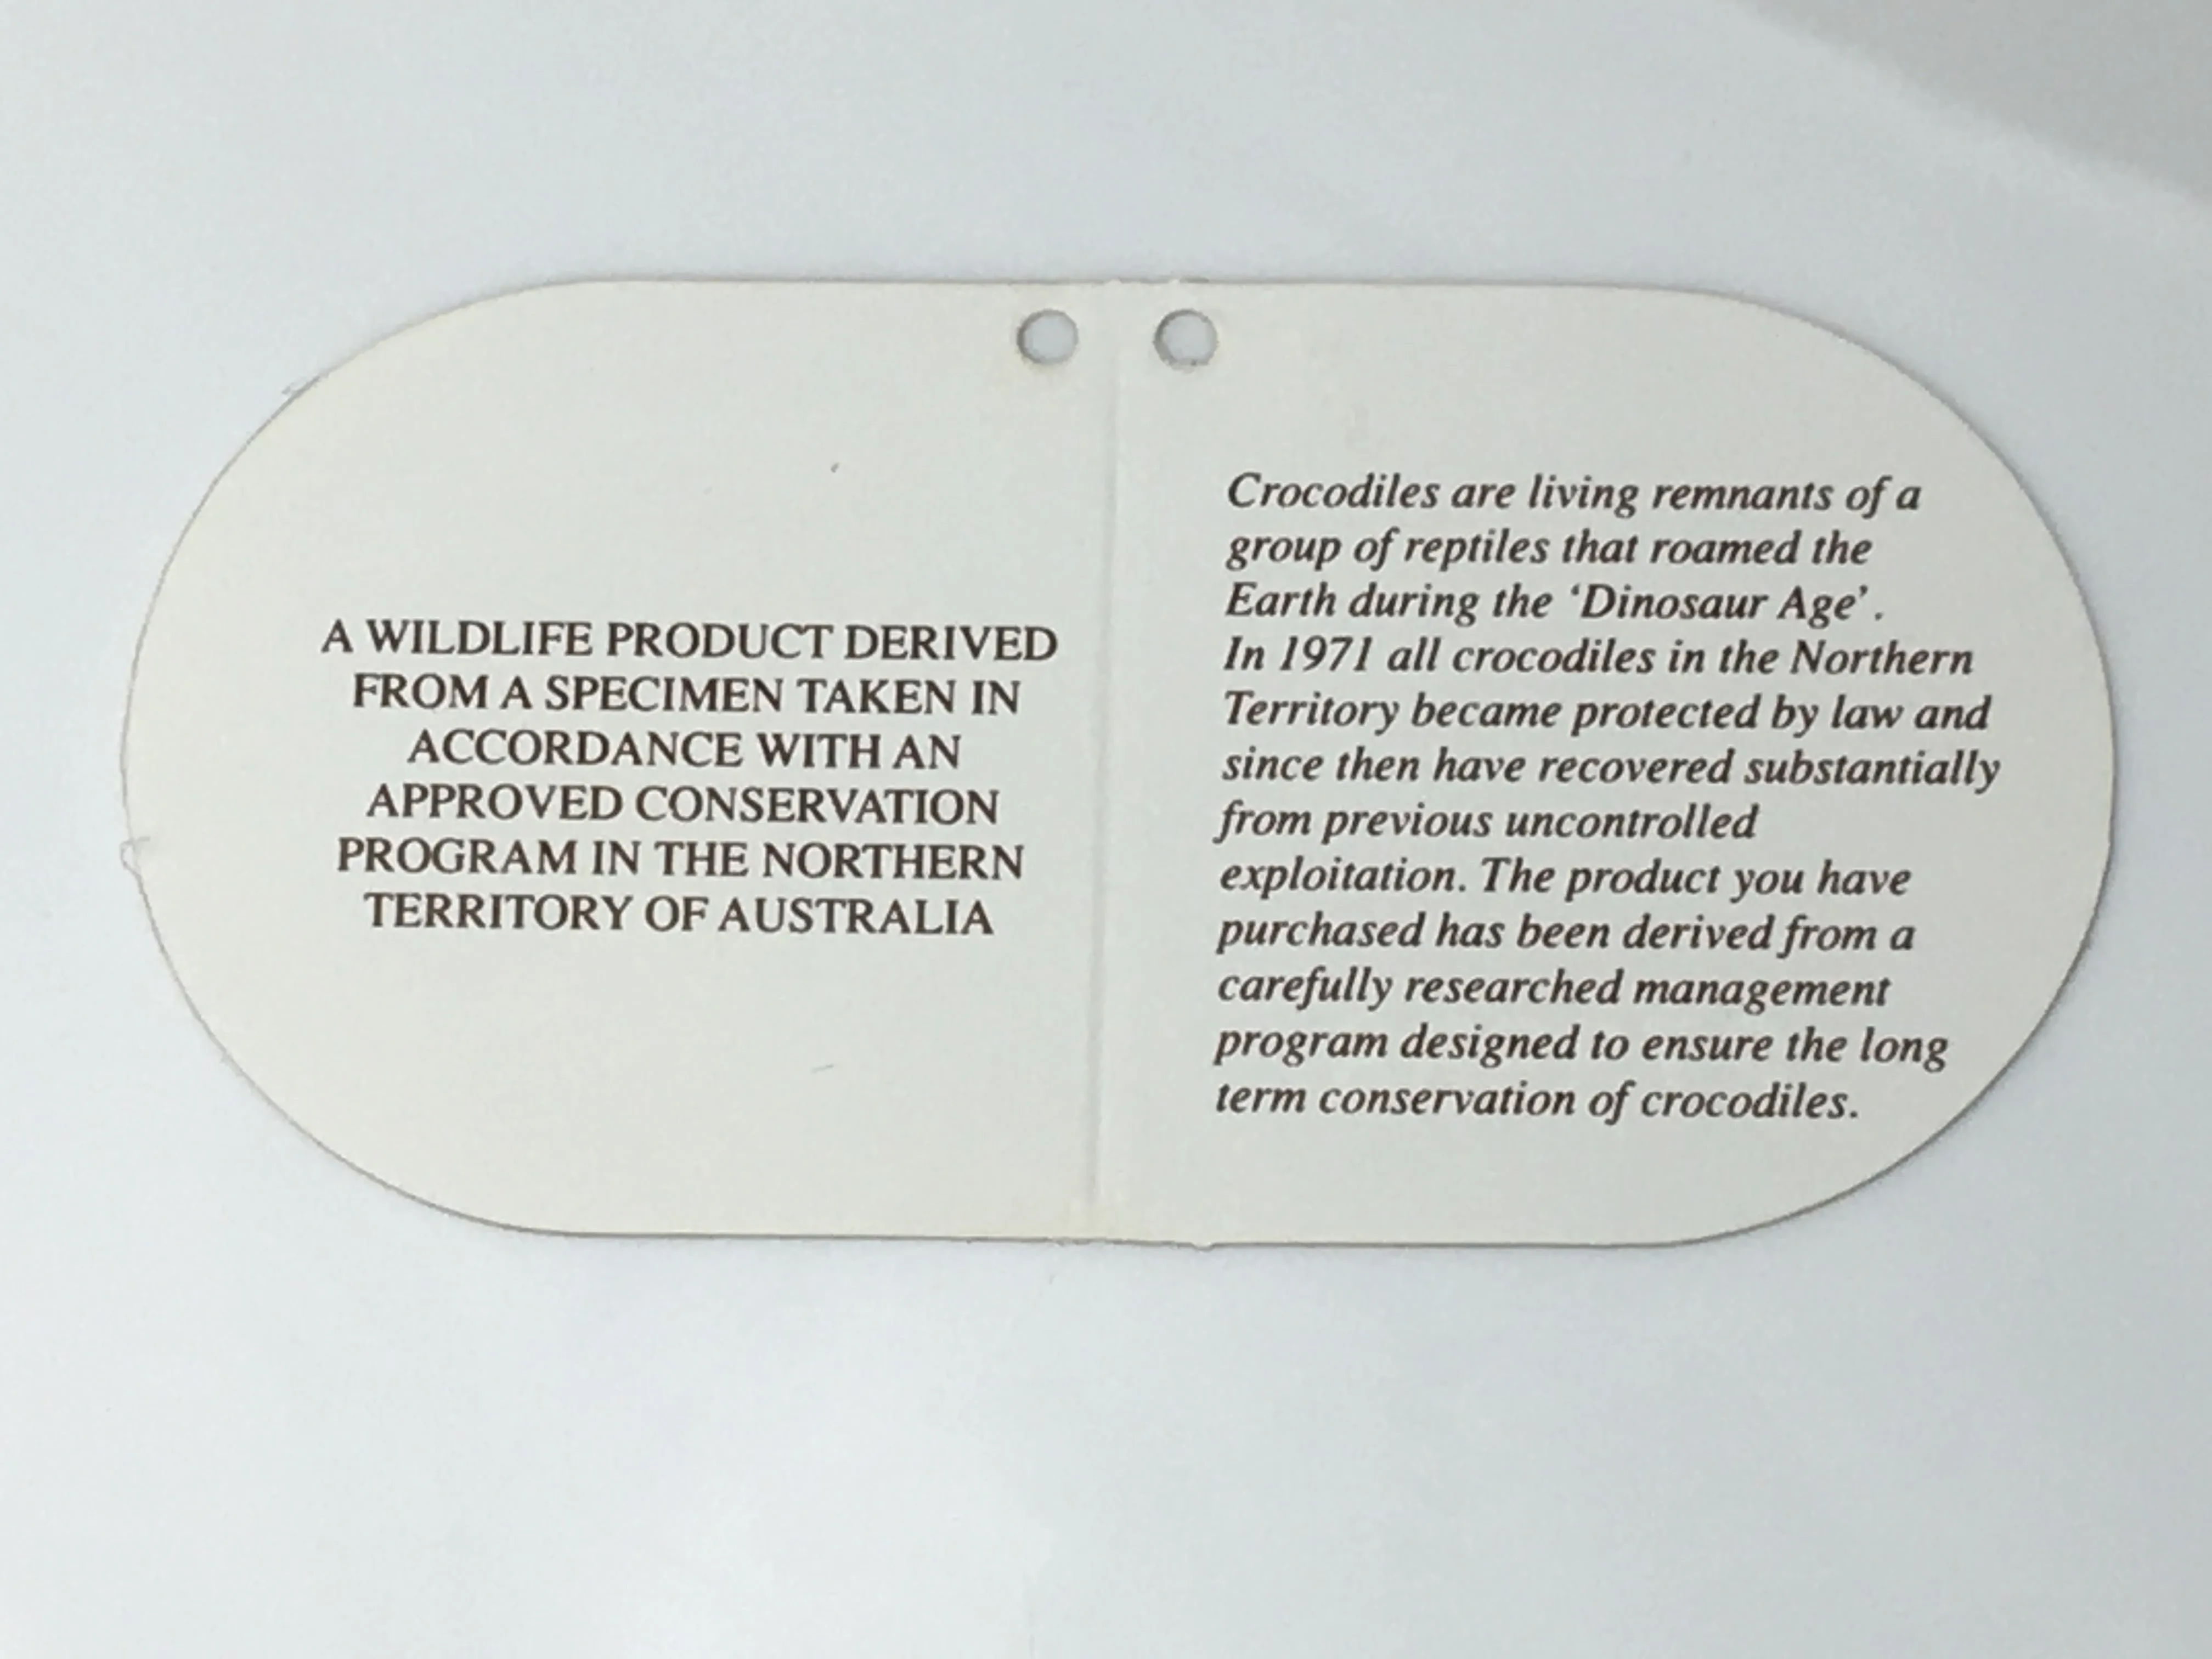 A WILDLIFE PRODUCT DERIVED
FROM A SPECIMEN TAKEN IN
ACCORDANCE WITH AN
APPROVED CONSERVATION
PROGRAM IN THE NORTHERN
TERRITORY OF AUSTRALIA
Crocodiles are living remnants of a
group of reptiles that roamed the
Earth during the ‘Dinosaur Age’.
In 1971 all crocodiles in the Northern
Territory became protected by law and
since then have recovered substantially
from previous uncontrolled
exploitation. The product you have
purchased has been derived from a
carefully researched management
program designed to ensure the long
term conservation of crocodiles.